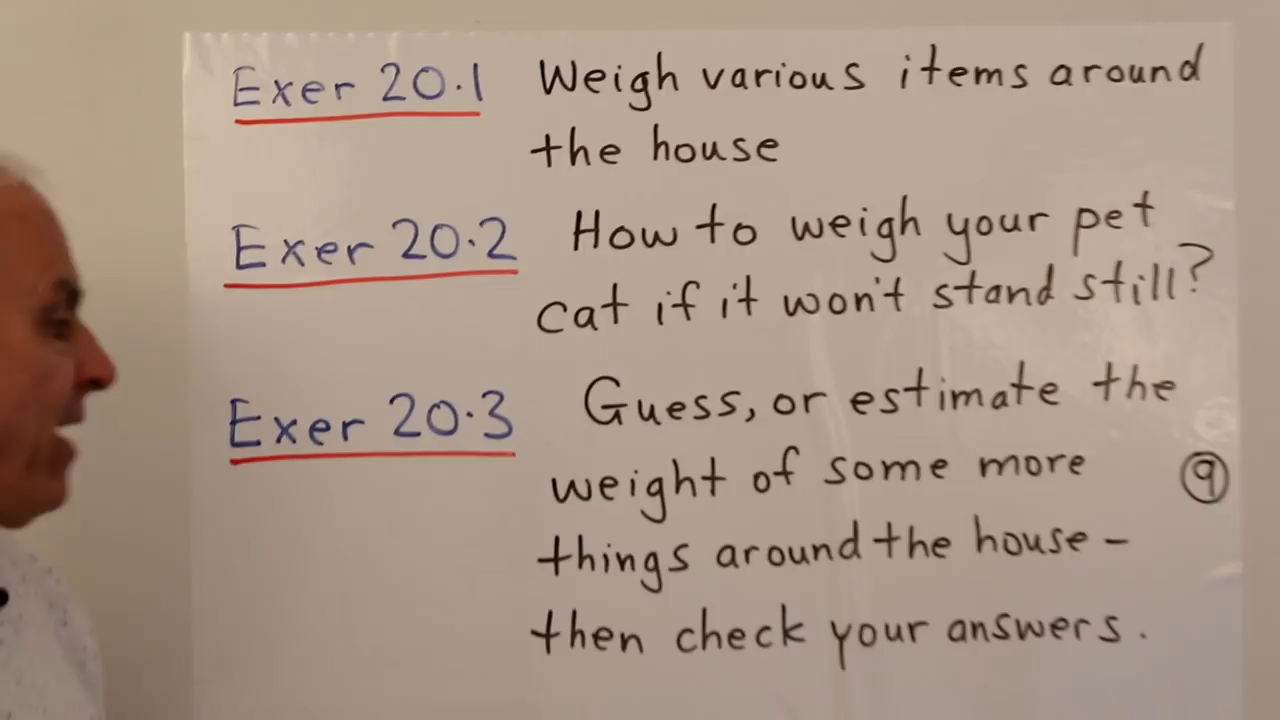 Exer 20.1 Weigh various items around
the house
Exer 20.2 How to weigh your pet
cat if it won't stand still?
Exer 20.3 Guess, or estimate the
weight of some more
9
things around the house -
then check your answers.